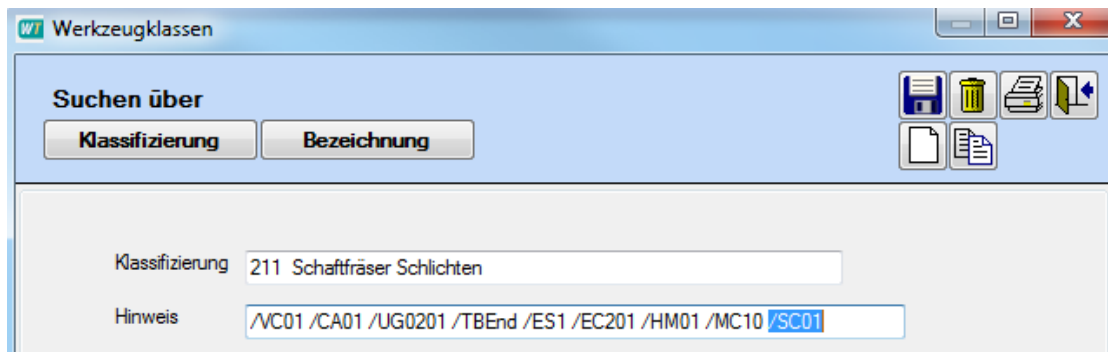 WT Werkzeugklassen
Suchen über
Klassifizierung Bezeichnung
Klassifizierung 211 Schaftfräser Schlichten
Hinweis /VC01 /CA01 /UG0201 /TBEnd /ES1 /EC201 /HM01 /MC10 /SC01